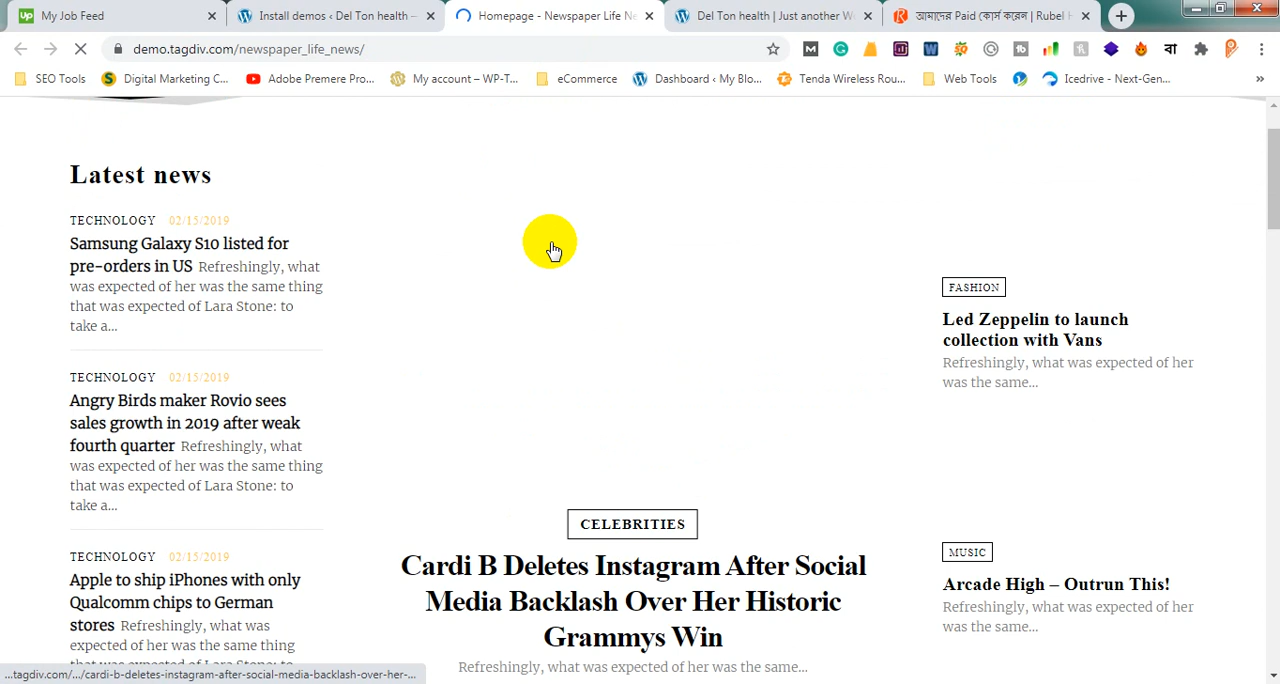 My Job Feed
Install demos ‹ Del Ton health —
Homepage - Newspaper Life Ne
Del Ton health | Just another W
আমাদের Paid কোর্স করেল | Rubel H
demo.tagdiv.com/newspaper_life_news/
SEO Tools
Digital Marketing C...
Adobe Premere Pro...
My account – WP-T...
eCommerce
Dashboard ‹ My Blo...
Tenda Wireless Rou...
Web Tools
Icedrive - Next-Gen...
Latest news
TECHNOLOGY 02/15/2019
Samsung Galaxy S10 listed for
pre-orders in US Refreshingly, what
was expected of her was the same thing
that was expected of Lara Stone: to
take a...
TECHNOLOGY 02/15/2019
Angry Birds maker Rovio sees
sales growth in 2019 after weak
fourth quarter Refreshingly, what
was expected of her was the same thing
that was expected of Lara Stone: to
take a...
TECHNOLOGY 02/15/2019
Apple to ship iPhones with only
Qualcomm chips to German
stores Refreshingly, what was
expected of her was the same thing
CELEBRITIES
Cardi B Deletes Instagram After Social
Media Backlash Over Her Historic
Grammys Win
Refreshingly, what was expected of her was the same...
FASHION
Led Zeppelin to launch
collection with Vans
Refreshingly, what was expected of her
was the same...
MUSIC
Arcade High – Outrun This!
Refreshingly, what was expected of her
was the same...
...tagdiv.com/.../cardi-b-deletes-instagram-after-social-media-backlash-over-her-...